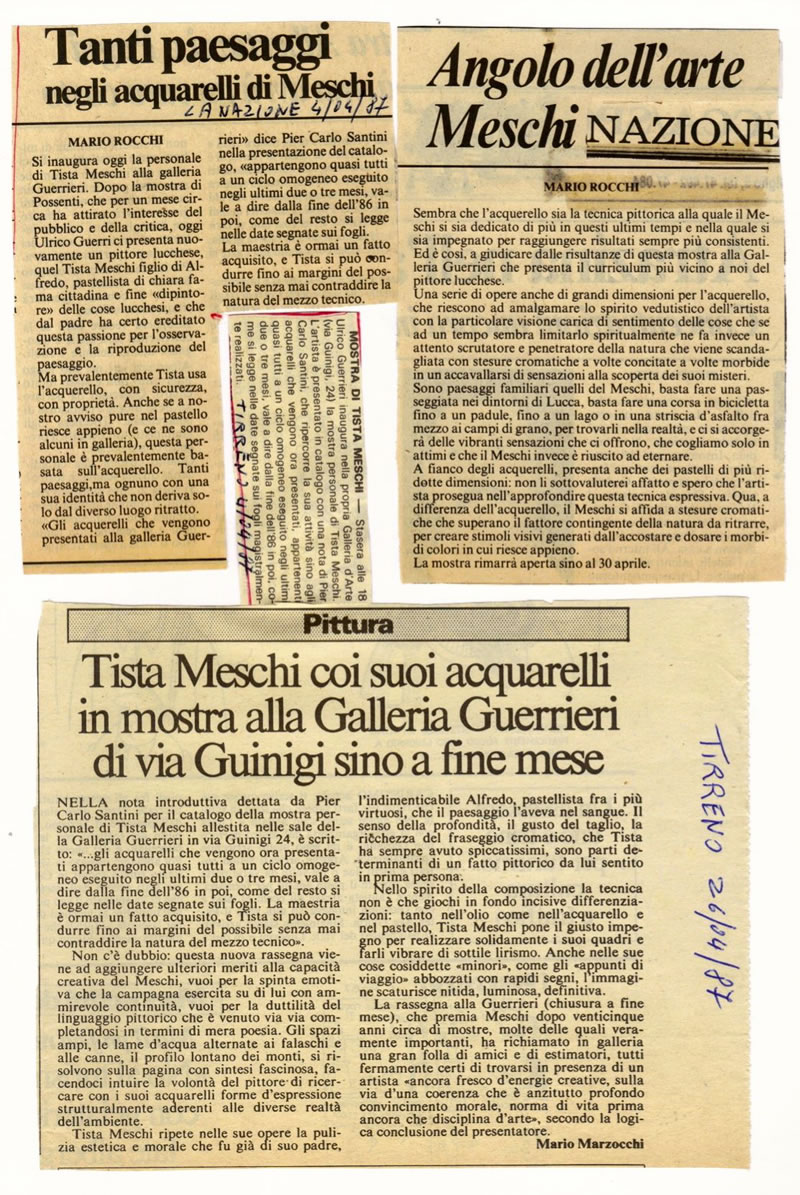 Tanti paesaggi
negli acquarelli di Meschi
LA NAZIONE 4/04/87
MARIO ROCCHI
Si inaugura oggi la personale
di Tista Meschi alla galleria
Guerrieri. Dopo la mostra di
Possenti, che per un mese cir-
ca ha attirato l'interesse del
pubblico e della critica, oggi
Ulrico Guerri ci presenta nuo-
vamente un pittore lucchese,
quel Tista Meschi figlio di Al-
fredo, pastellista di chiara fa-
ma cittadina e fine «dipinto-
re» delle cose lucchesi, e che
dal padre ha certo ereditato
questa passione per l'osserva-
zione e la riproduzione del
paesaggio.
Ma prevalentemente Tista usa
l'acquerello, con sicurezza,
con proprietà. Anche se a no-
stro avviso pure nel pastello
riesce appieno (e ce ne sono
alcuni in galleria), questa per-
sonale è prevalentemente ba-
sata sull'acquarello. Tanti
paesaggi,ma ognuno con una
sua identità che non deriva so-
lo dal diverso luogo ritratto.
«Gli acquerelli che vengono
presentati alla galleria Guer-
rieri» dice Pier Carlo Santini
nella presentazione del catalo-
go, «appartengono quasi tutti
a un ciclo omogeneo eseguito
negli ultimi due o tre mesi, va-
le a dire dalla fine dell'86 in
poi, come del resto si legge
nelle date segnate sui fogli.
La maestria è ormai un fatto
acquisito, e Tista si può con-
durre fino ai margini del pos-
sibile senza mai contraddire la
natura del mezzo tecnico.
MOSTRA DI TISTA MESCHI — Stasera alle 18
Ulrico Guerrieri inaugura nella propria Galleria d'Arte
(via Guinigi, 24) la mostra personale di Tista Meschi.
L'artista è presentato in catalogo con una nota di Pier
Carlo Santini, che ripercorre la sua attività sino agli
acquarelli che vengono ora presentati, appartenenti
quasi tutti a un ciclo omogeneo eseguito negli ultimi
due o tre mesi, vale a dire dalla fine dell'86 in poi, co-
me si legge nelle date segnate sui fogli magistralmen-
te realizzati.
TIRRENO 4/04/87
Angolo dell'arte
Meschi NAZIONE
MARIO ROCCHI
Sembra che l'acquerello sia la tecnica pittorica alla quale il Me-
schi si sia dedicato di più in questi ultimi tempi e nella quale si
sia impegnato per raggiungere risultati sempre più consistenti.
Ed è così, a giudicare dalle risultanze di questa mostra alla Gal-
leria Guerrieri che presenta il curriculum più vicino a noi del
pittore lucchese.
Una serie di opere anche di grandi dimensioni per l'acquerello,
che riescono ad amalgamare lo spirito vedutistico dell'artista
con la particolare visione carica di sentimento delle cose che se
ad un tempo sembra limitarlo spiritualmente ne fa invece un
attento scrutatore e penetratore della natura che viene scanda-
gliata con stesure cromatiche a volte concitate a volte morbide
in un accavallarsi di sensazioni alla scoperta dei suoi misteri.
Sono paesaggi familiari quelli del Meschi, basta fare una pas-
seggiata nei dintorni di Lucca, basta fare una corsa in bicicletta
fino a un padule, fino a un lago o in una striscia d'asfalto fra
mezzo ai campi di grano, per trovarli nella realtà, e ci si accorge-
rà delle vibranti sensazioni che ci offrono, che cogliamo solo in
attimi e che il Meschi invece è riuscito ad eternare.
A fianco degli acquerelli, presenta anche dei pastelli di più ri-
dotte dimensioni: non li sottovaluterei affatto e spero che l'arti-
sta prosegua nell'approfondire questa tecnica espressiva. Qua, a
differenza dell'acquerello, il Meschi si affida a stesure cromati-
che che superano il fattore contingente della natura da ritrarre,
per creare stimoli visivi generati dall'accostare e dosare i morbi-
di colori in cui riesce appieno.
La mostra rimarrà aperta sino al 30 aprile.
Pittura
Tista Meschi coi suoi acquarelli
in mostra alla Galleria Guerrieri
di via Guinigi sino a fine mese
TIRRENO 26/04/87
NELLA nota introduttiva dettata da Pier
Carlo Santini per il catalogo della mostra per-
sonale di Tista Meschi allestita nelle sale del-
la Galleria Guerrieri in via Guinigi 24, è scrit-
to: «...gli acquarelli che vengono ora presenta-
ti appartengono quasi tutti a un ciclo omoge-
neo eseguito negli ultimi due o tre mesi, vale a
dire dalla fine dell'86 in poi, come del resto si
legge nelle date segnate sui fogli. La maestria
è ormai un fatto acquisito, e Tista si può con-
durre fino ai margini del possibile senza mai
contraddire la natura del mezzo tecnico».
Non c'è dubbio: questa nuova rassegna vie-
ne ad aggiungere ulteriori meriti alla capacità
creativa del Meschi, vuoi per la spinta emoti-
va che la campagna esercita su di lui con am-
mirevole continuità, vuoi per la duttilità del
linguaggio pittorico che è venuto via via com-
pletandosi in termini di mera poesia. Gli spazi
ampi, le lame d'acqua alternate ai falaschi e
alle canne, il profilo lontano dei monti, si ri-
solvono sulla pagina con sintesi fascinosa, fa-
cendoci intuire la volontà del pittore di ricer-
care con i suoi acquarelli forme d'espressione
strutturalmente aderenti alle diverse realtà
dell'ambiente.
Tista Meschi ripete nelle sue opere la puli-
zia estetica e morale che fu già di suo padre,
l'indimenticabile Alfredo, pastellista fra i più
virtuosi, che il paesaggio l'aveva nel sangue. Il
senso della profondità, il gusto del taglio, la
ricchezza del fraseggio cromatico, che Tista
ha sempre avuto spiccatissimi, sono parti de-
terminanti di un fatto pittorico da lui sentito
in prima persona.
Nello spirito della composizione la tecnica
non è che giochi in fondo incisive differenzia-
zioni: tanto nell'olio come nell'acquarello e
nel pastello, Tista Meschi pone il giusto impe-
gno per realizzare solidamente i suoi quadri e
farli vibrare di sottile lirismo. Anche nelle sue
cose cosiddette «minori», come gli «appunti di
viaggio» abbozzati con rapidi segni, l'immagi-
ne scaturisce nitida, luminosa, definitiva.
La rassegna alla Guerrieri (chiusura a fine
mese), che premia Meschi dopo venticinque
anni circa di mostre, molte delle quali vera-
mente importanti, ha richiamato in galleria
una gran folla di amici e di estimatori, tutti
fermamente certi di trovarsi in presenza di un
artista «ancora fresco d'energie creative, sulla
via d'una coerenza che è anzitutto profondo
convincimento morale, norma di vita prima
ancora che disciplina d'arte», secondo la logi-
ca conclusione del presentatore.
Mario Marzocchi